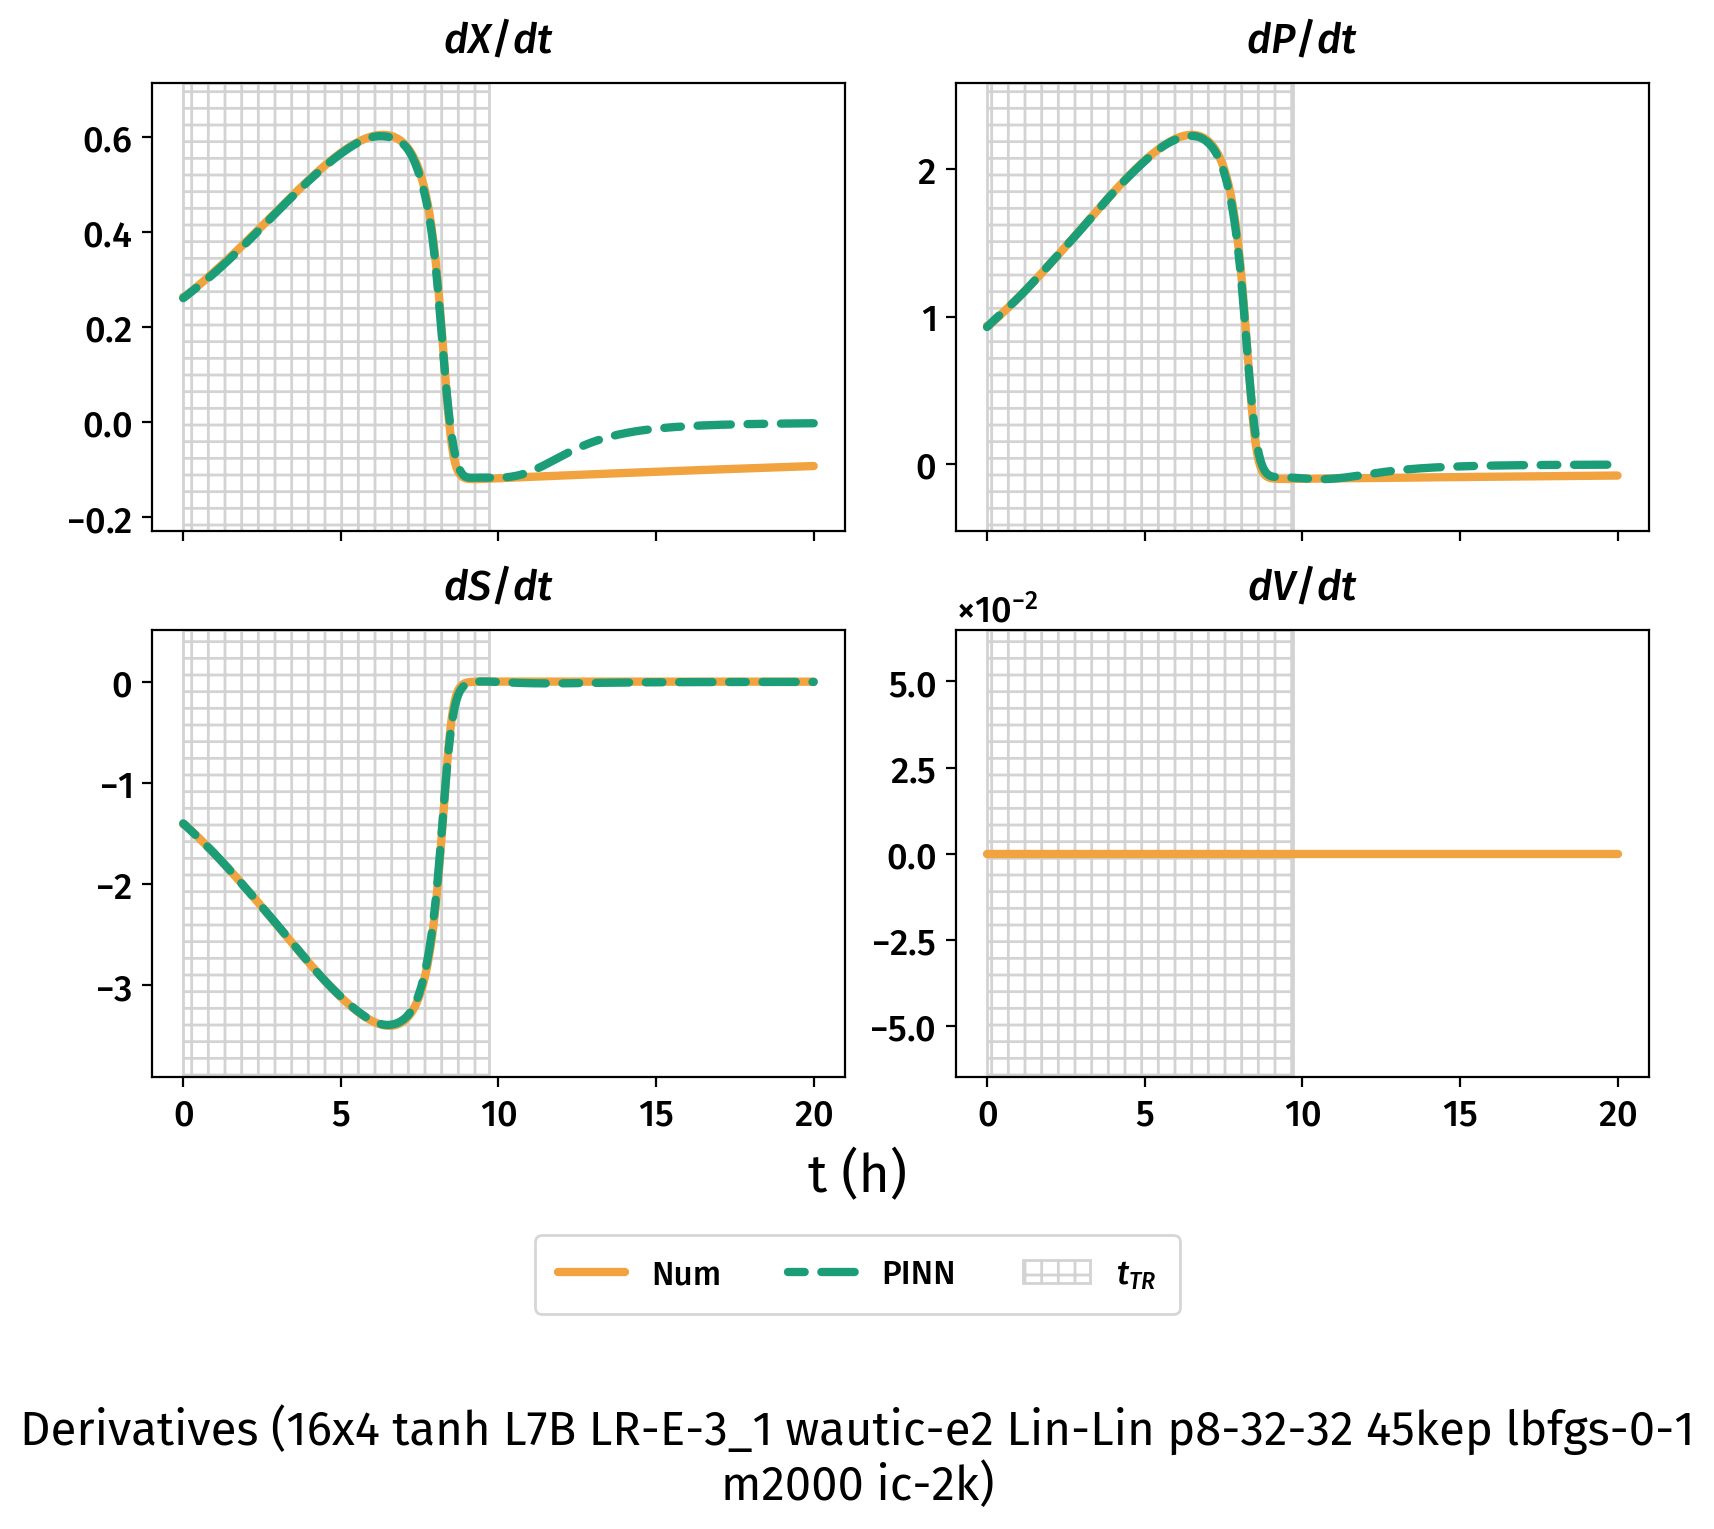 dX/dt
dP/dt
0.6
0.4
0.2
0.0
−0.2
2
1
0
dS/dt
dV/dt
×10⁻²
0
−1
−2
−3
5.0
2.5
0.0
−2.5
−5.0
0 5 10 15 20
0 5 10 15 20
t (h)
Num PINN t_TR
Derivatives (16x4 tanh L7B LR-E-3_1 wautic-e2 Lin-Lin p8-32-32 45kep lbfgs-0-1
m2000 ic-2k)